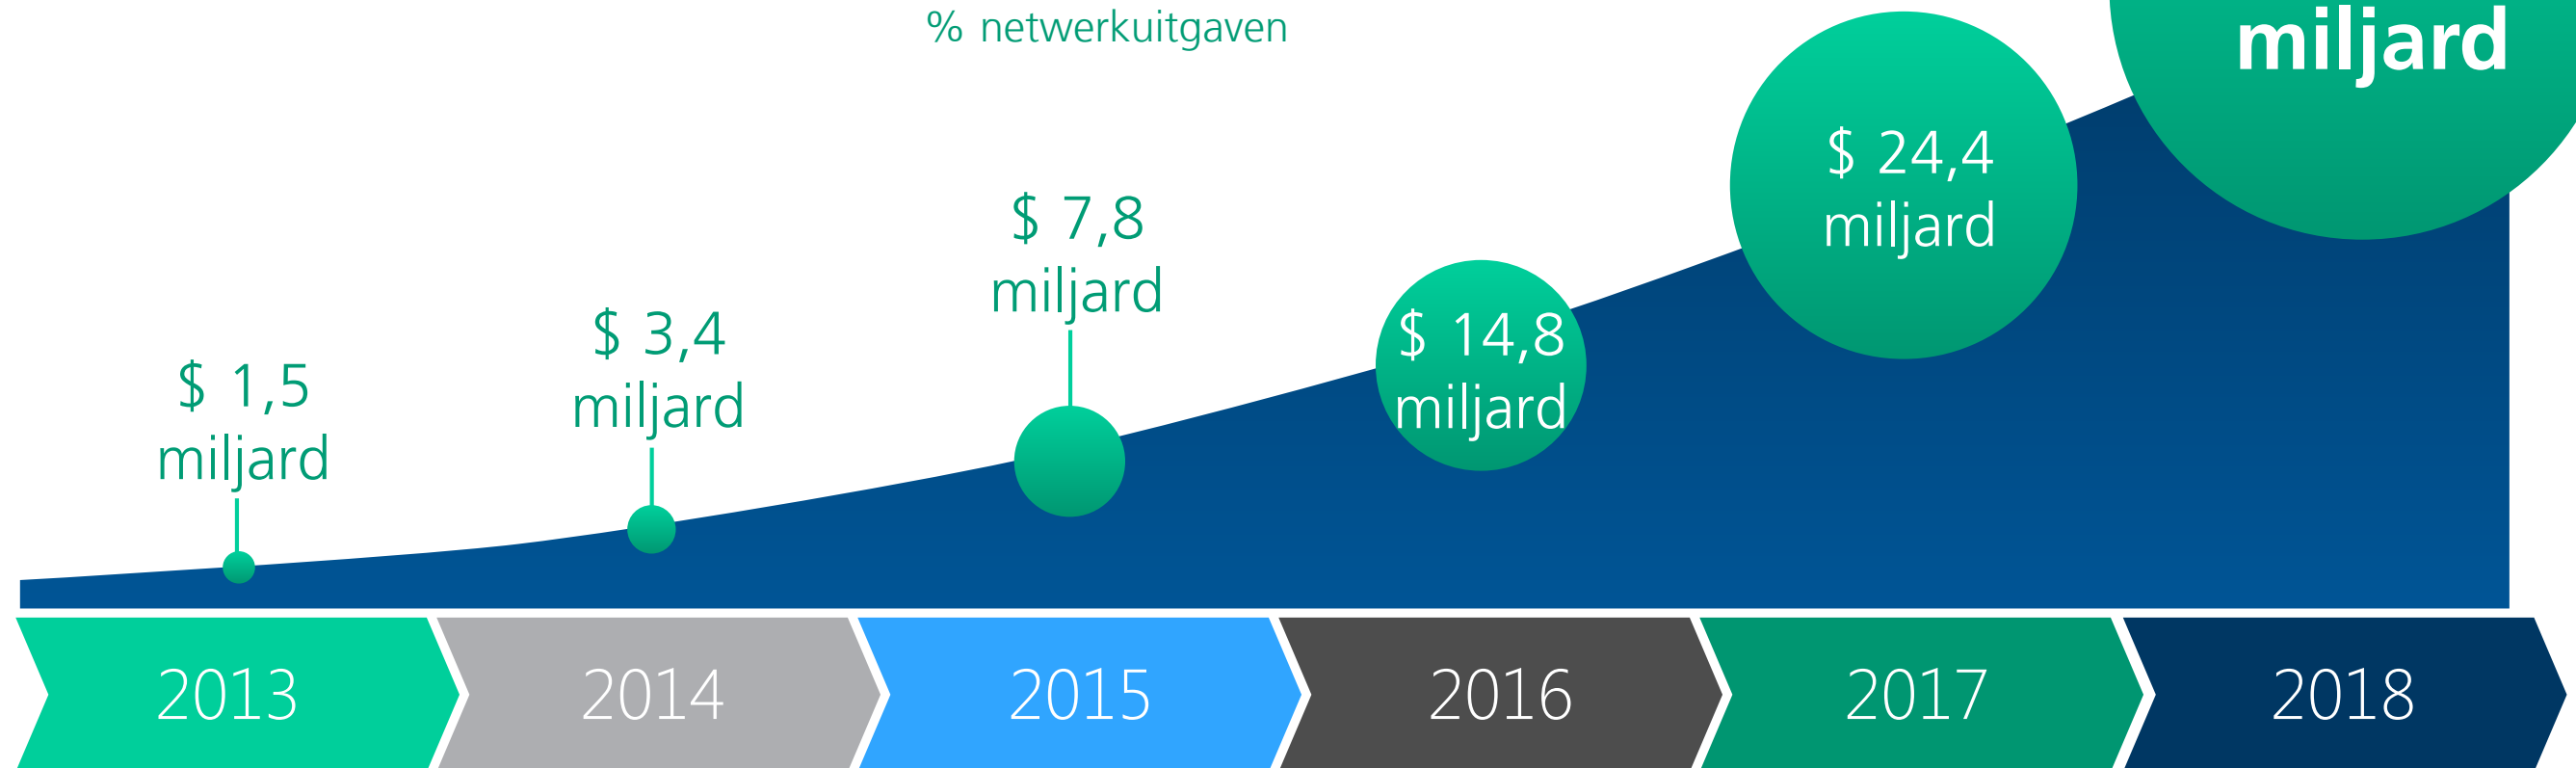 % netwerkuitgaven
miljard
$ 24,4
miljard
$ 7,8
miljard
$ 14,8
miljard
$ 3,4
miljard
$ 1,5
miljard
2013
2014
2015
2016
2017
2018